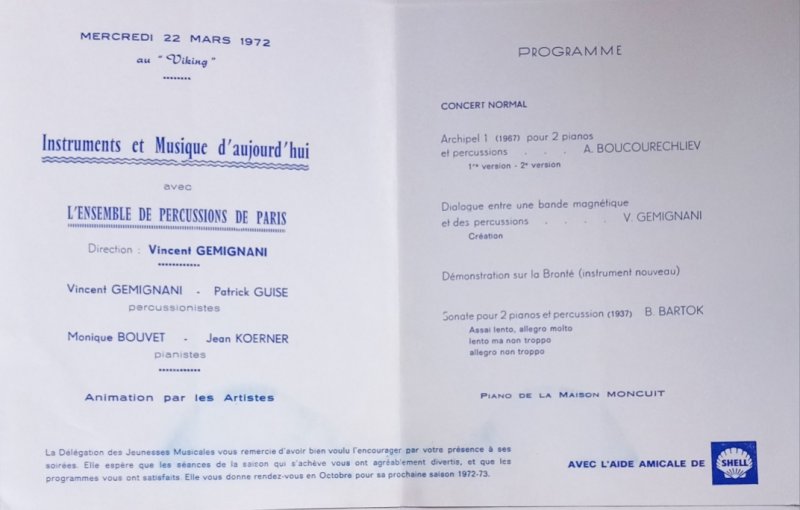 MERCREDI 22 MARS 1972
au "Viking"
Instruments et Musique d'aujourd'hui
avec
L'ENSEMBLE DE PERCUSSIONS DE PARIS
Direction : Vincent GEMIGNANI
Vincent GEMIGNANI - Patrick GUISE
percussionistes
Monique BOUVET - Jean KOERNER
pianistes
Animation par les Artistes
La Délégation des Jeunesses Musicales vous remercie d'avoir bien voulu l'encourager par votre présence à ses
soirées. Elle espère que les séances de la saison qui s'achève vous ont agréablement divertis, et que les
programmes vous ont satisfaits. Elle vous donne rendez-vous en Octobre pour sa prochaine saison 1972-73.
PROGRAMME
CONCERT NORMAL
Archipel 1 (1967) pour 2 pianos
et percussions . . . A. BOUCOURECHLIEV
1re version - 2e version
Dialogue entre une bande magnétique
et des percussions . . . . V. GEMIGNANI
Création
Démonstration sur la Bronté (instrument nouveau)
Sonate pour 2 pianos et percussion (1937) B. BARTOK
Assai lento, allegro molto
lento ma non troppo
allegro non troppo
PIANO DE LA MAISON MONCUIT
AVEC L'AIDE AMICALE DE SHELL